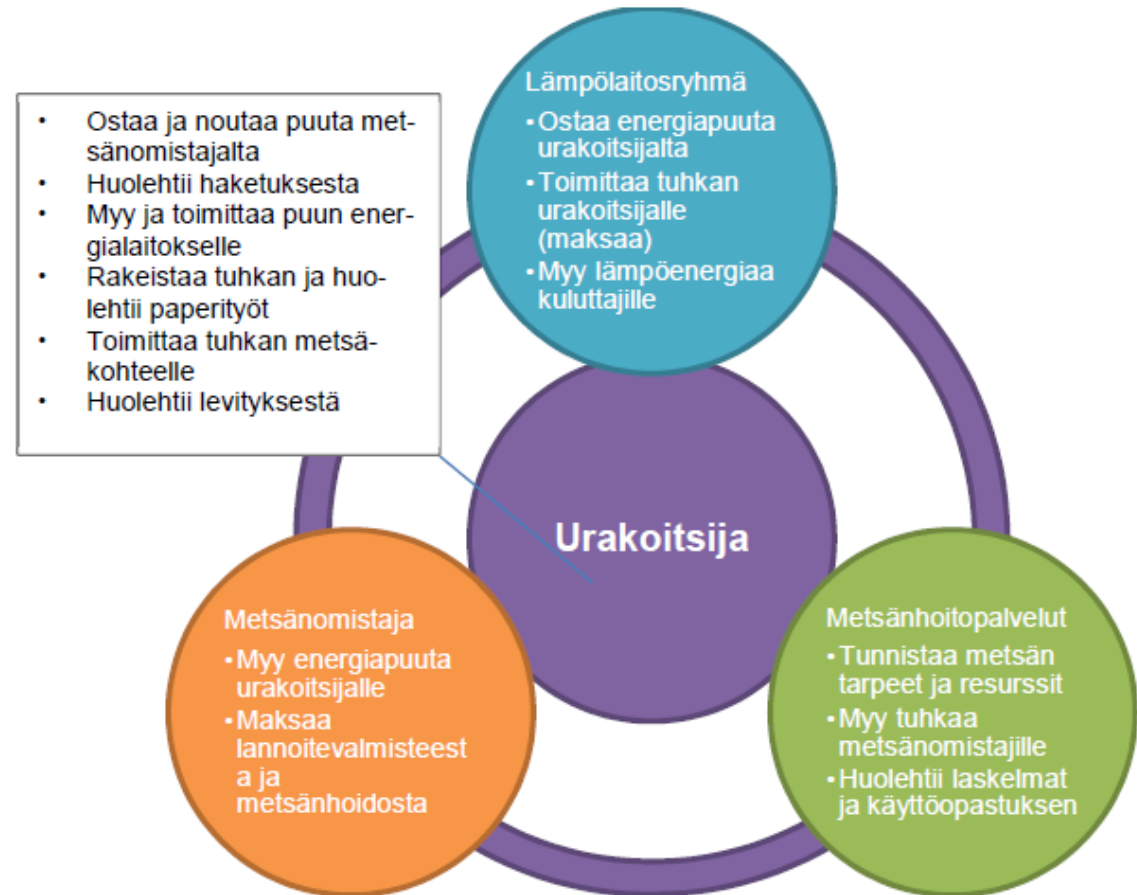 • Ostaa ja noutaa puuta met-
sänomistajalta
• Huolehtii haketuksesta
• Myy ja toimittaa puun ener-
gialaitokselle
• Rakeistaa tuhkan ja huo-
lehtii paperityöt
• Toimittaa tuhkan metsä-
kohteelle
• Huolehtii levityksestä
Lämpölaitosryhmä
•Ostaa energiapuuta
urakoitsijalta
•Toimittaa tuhkan
urakoitsijalle
(maksaa)
•Myy lämpöenergiaa
kuluttajille
Urakoitsija
Metsänomistaja
•Myy energiapuuta
urakoitsijalle
•Maksaa
lannoitevalmisteest
a ja
metsänhoidosta
Metsänhoitopalvelut
•Tunnistaa metsän
tarpeet ja resurssit
•Myy tuhkaa
metsänomistajille
•Huolehtii laskelmat
ja käyttöopastuksen